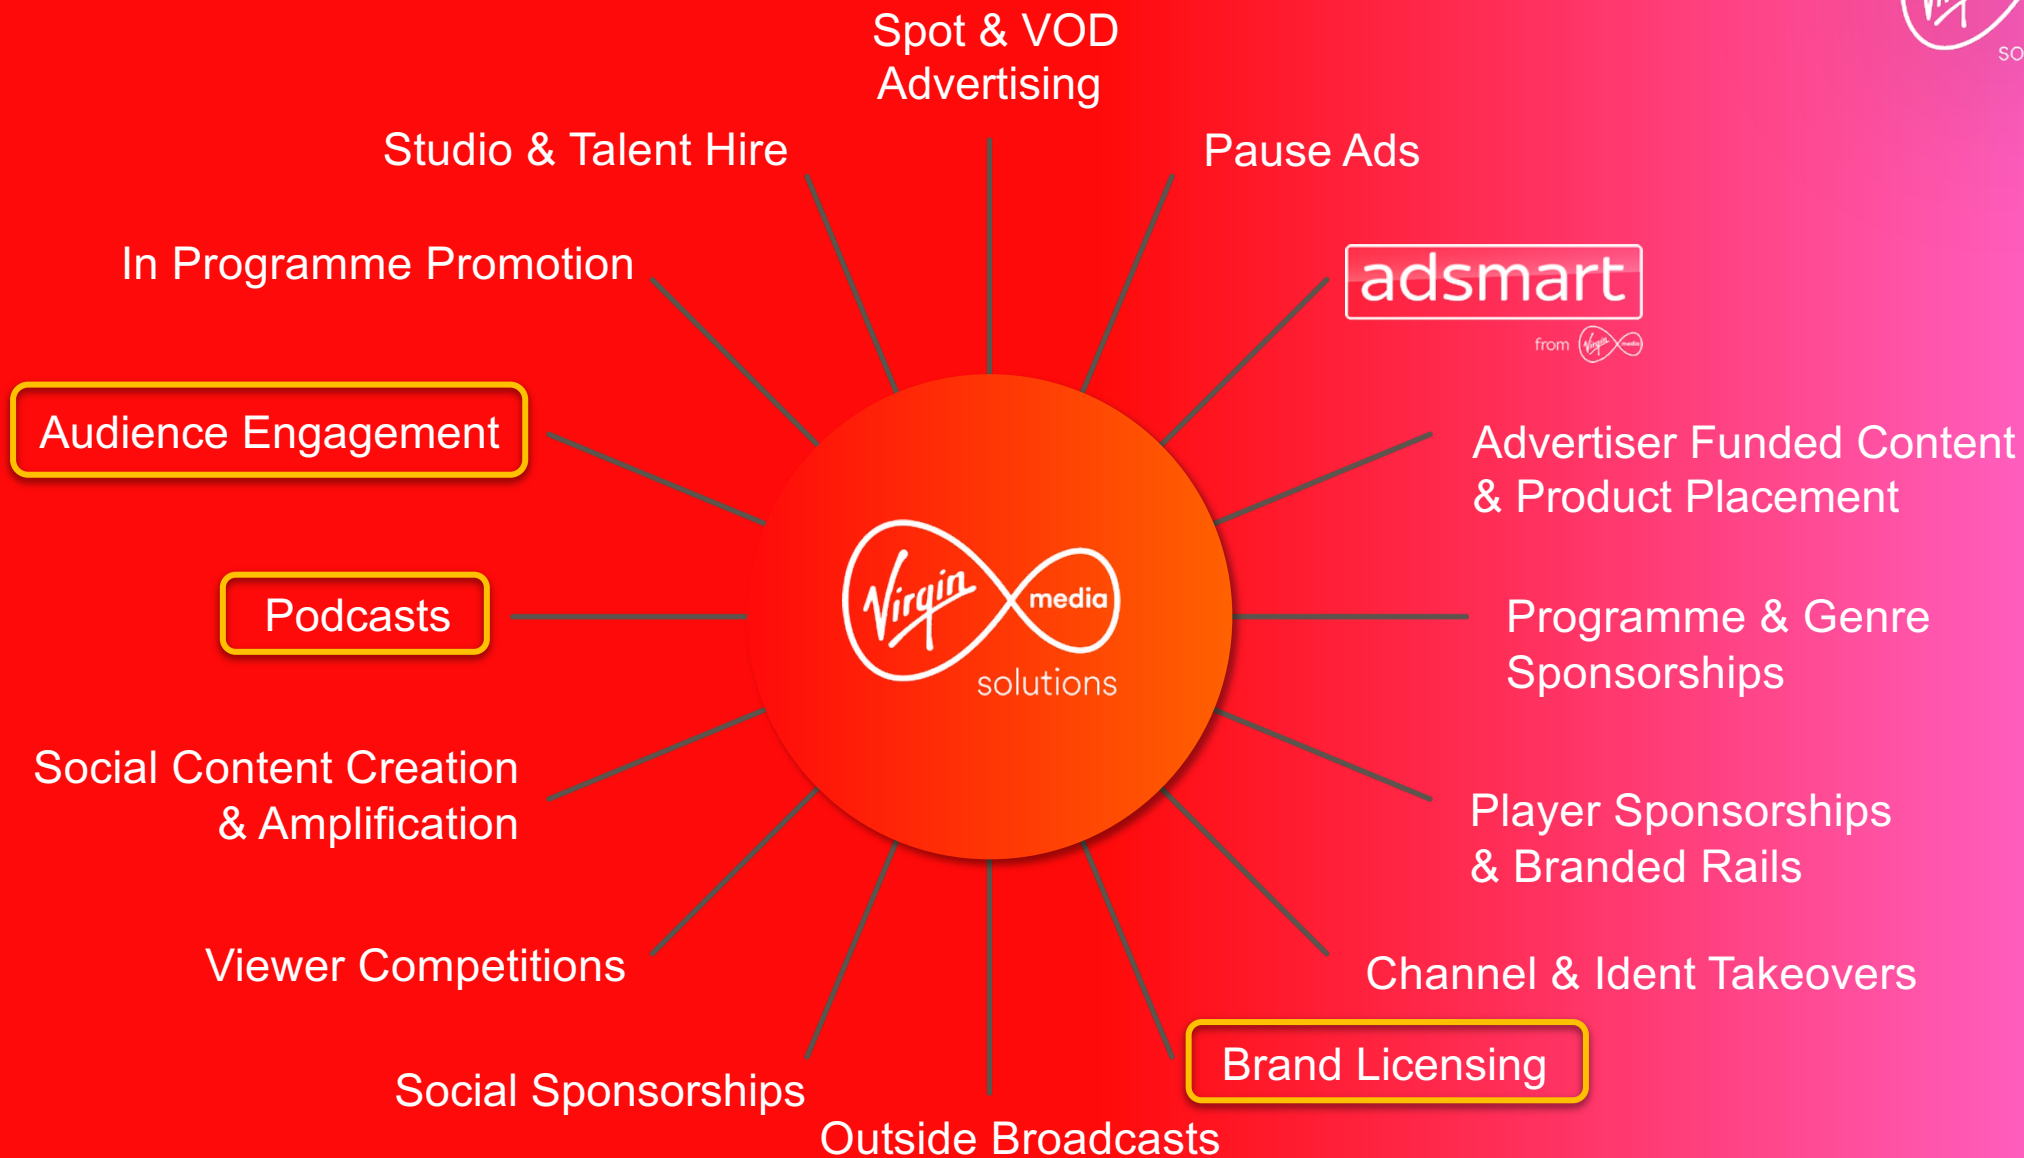 Spot & VOD
Advertising
Studio & Talent Hire
Pause Ads
In Programme Promotion
adsmart
from Virgin media
Audience Engagement
Advertiser Funded Content
& Product Placement
Podcasts
Virgin media
solutions
Programme & Genre
Sponsorships
Social Content Creation
& Amplification
Player Sponsorships
& Branded Rails
Viewer Competitions
Channel & Ident Takeovers
Social Sponsorships
Brand Licensing
Outside Broadcasts